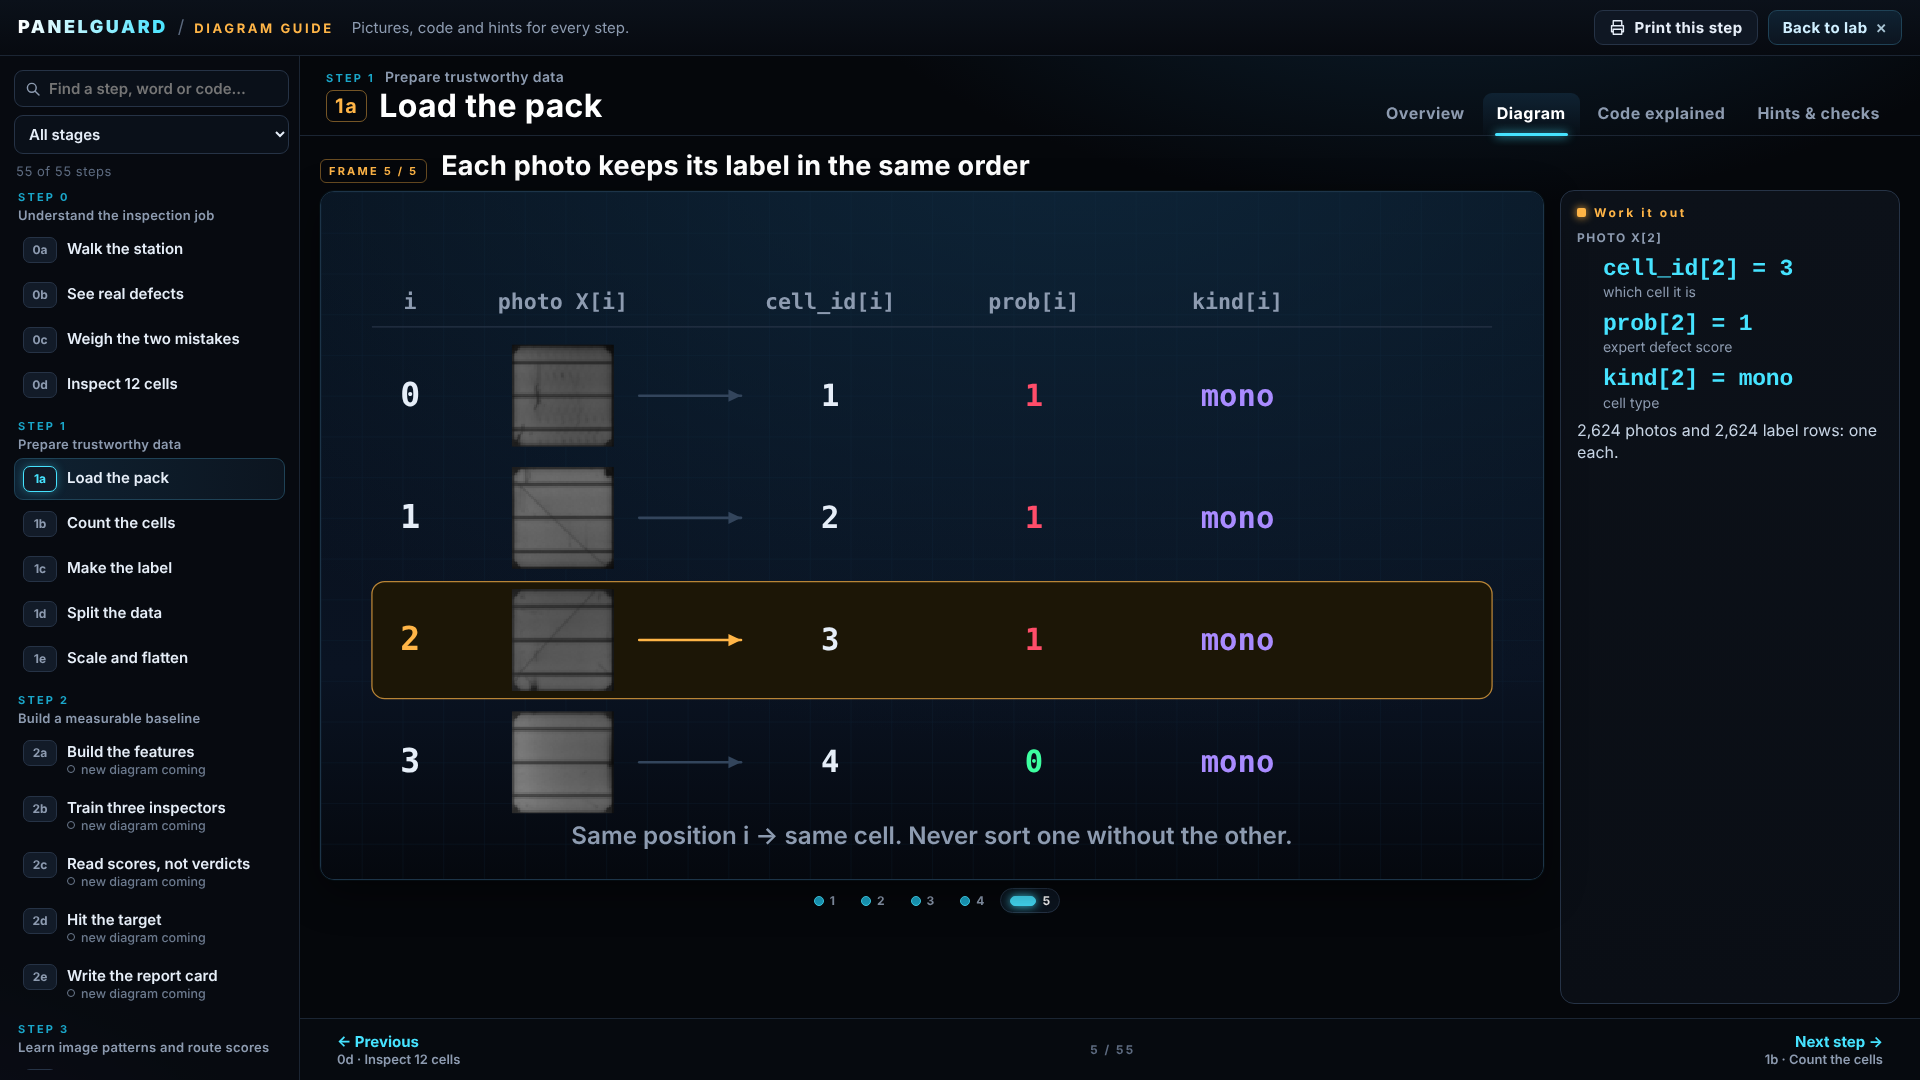 PANELGUARD / DIAGRAM GUIDE Pictures, code and hints for every step.
Print this step
Back to lab ×
Find a step, word or code...
All stages
55 of 55 steps
STEP 0
Understand the inspection job
0a Walk the station
0b See real defects
0c Weigh the two mistakes
0d Inspect 12 cells
STEP 1
Prepare trustworthy data
1a Load the pack
1b Count the cells
1c Make the label
1d Split the data
1e Scale and flatten
STEP 2
Build a measurable baseline
2a Build the features
new diagram coming
2b Train three inspectors
new diagram coming
2c Read scores, not verdicts
new diagram coming
2d Hit the target
new diagram coming
2e Write the report card
new diagram coming
STEP 3
Learn image patterns and route scores
STEP 1 Prepare trustworthy data
1a Load the pack
Overview Diagram Code explained Hints & checks
FRAME 5 / 5 Each photo keeps its label in the same order
i photo X[i] cell_id[i] prob[i] kind[i]
0 1 1 mono
1 2 1 mono
2 3 1 mono
3 4 0 mono
Same position i → same cell. Never sort one without the other.
1 2 3 4 5
Work it out
PHOTO X[2]
cell_id[2] = 3
which cell it is
prob[2] = 1
expert defect score
kind[2] = mono
cell type
2,624 photos and 2,624 label rows: one
each.
← Previous
0d · Inspect 12 cells
5 / 55
Next step →
1b · Count the cells